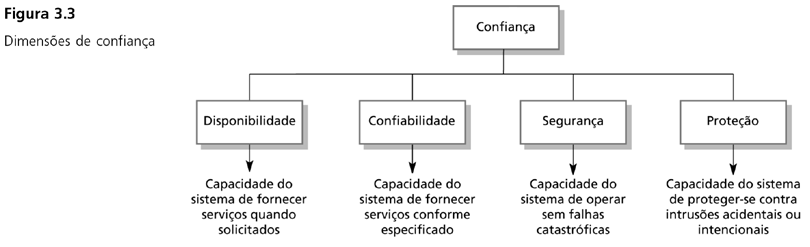 Figura 3.3
Dimensões de confiança
Confiança
Disponibilidade
Confiabilidade
Segurança
Proteção
Capacidade do
sistema de fornecer
serviços quando
solicitados
Capacidade do
sistema de fornecer
serviços conforme
especificado
Capacidade do
sistema de operar
sem falhas
catastróficas
Capacidade do sistema
de proteger-se contra
intrusões acidentais ou
intencionais